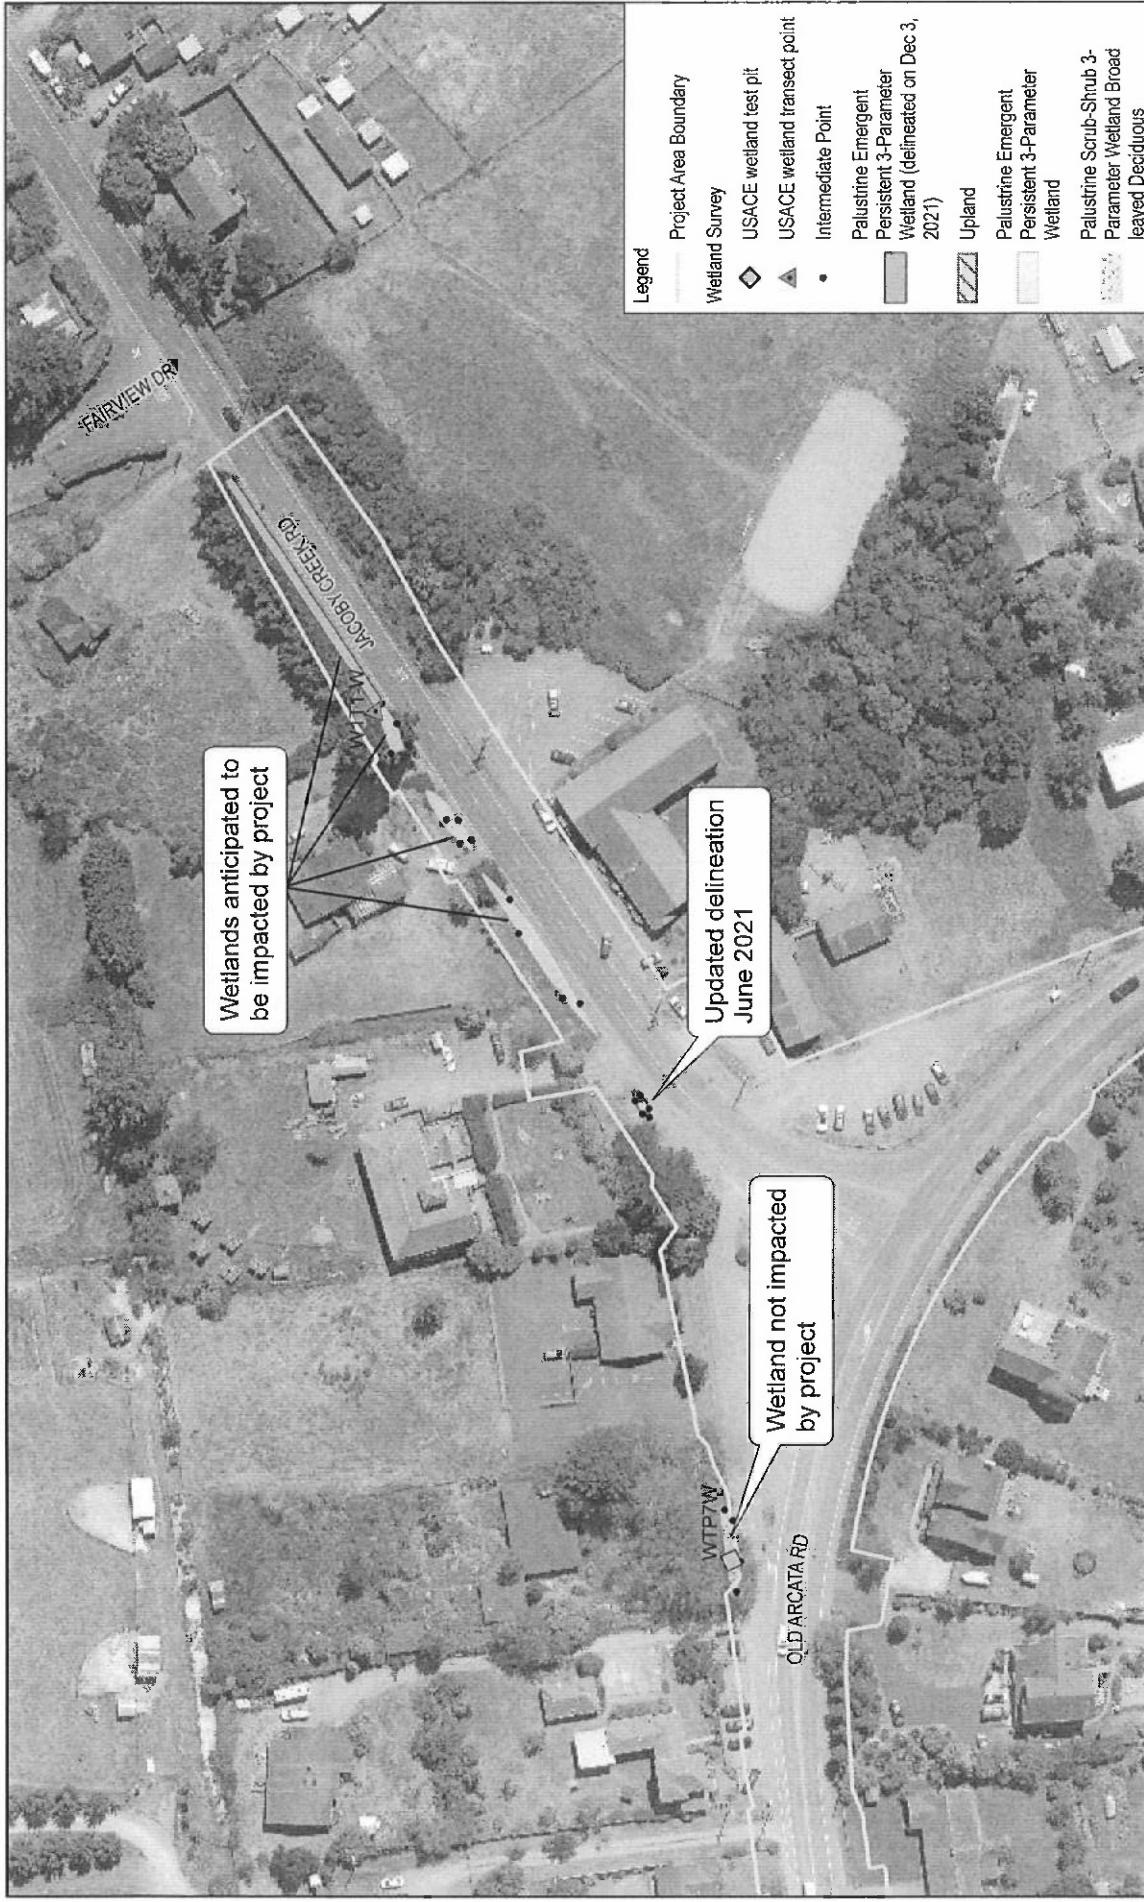 Wetlands anticipated to
be impacted by project
FAIRVIEW DR
JACOBY CREEK RD
Updated delineation
June 2021
Wetland not impacted
by project
WTP7W
OLD ARCATA RD
Legend
Project Area Boundary
Wetland Survey
USACE wetland test pit
USACE wetland transect point
Intermediate Point
Palustrine Emergent
Persistent 3-Parameter
Wetland (delineated on Dec 3,
2021)
Upland
Palustrine Emergent
Persistent 3-Parameter
Wetland
Palustrine Scrub-Shrub 3-
Parameter Wetland Broad
leaved Deciduous